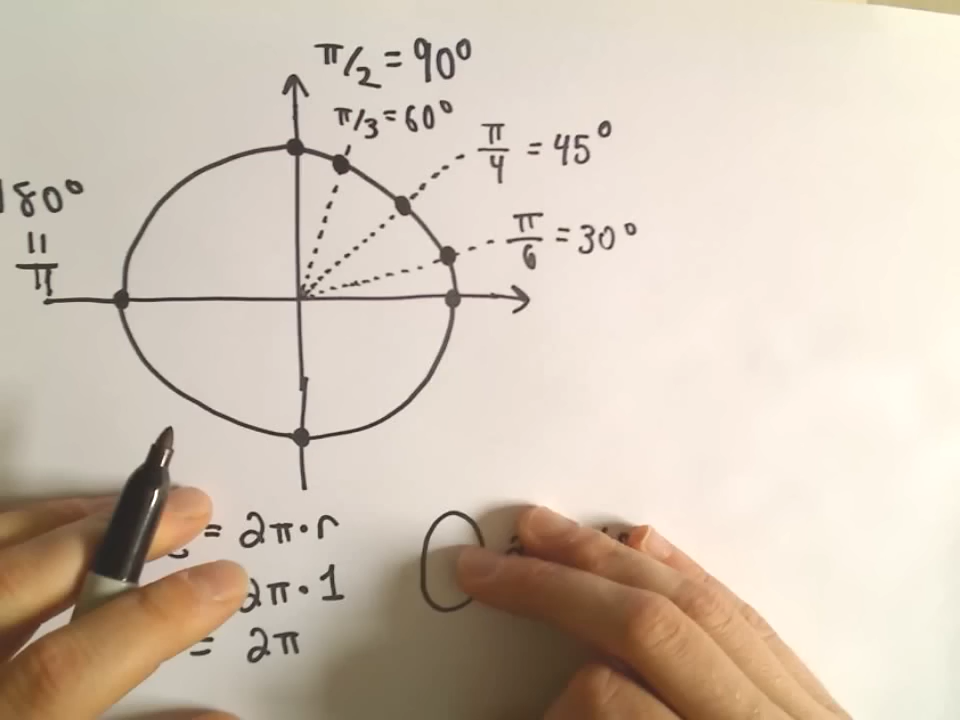 π/2 = 90°
π/3 = 60°
π/4 = 45°
π/6 = 30°
180°
=
π
= 2π·r
2π·1
= 2π